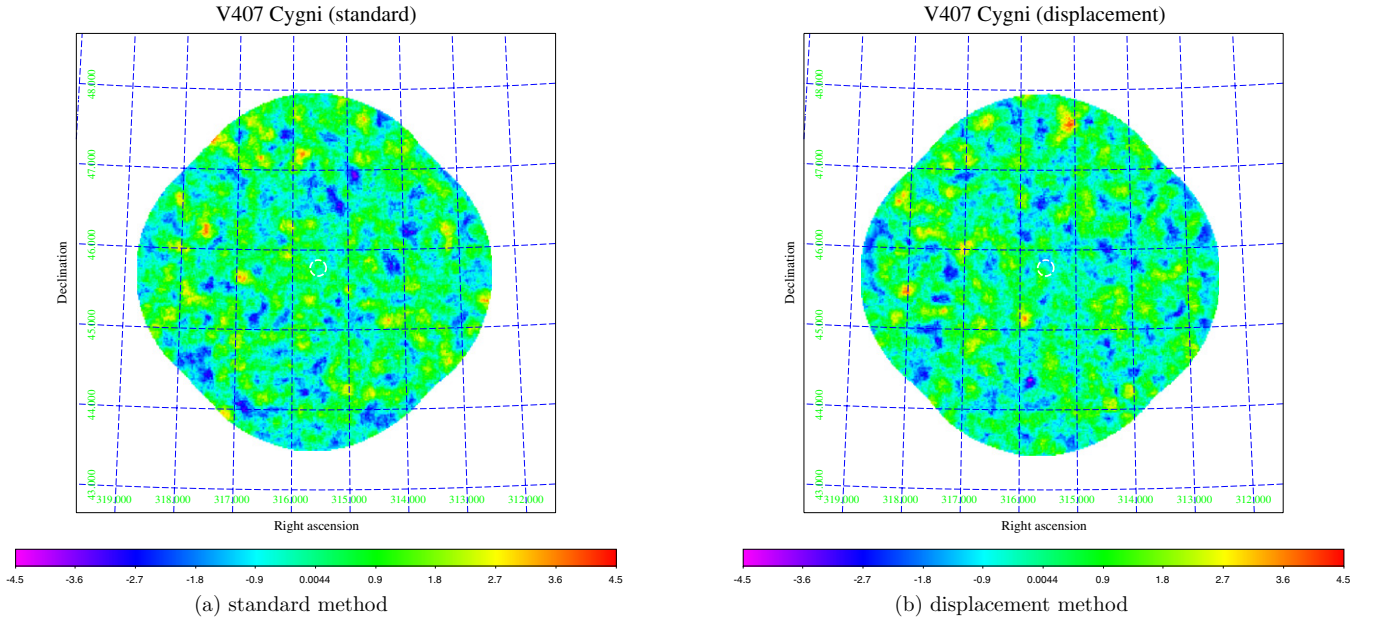 V407 Cygni (standard)
48.000
47.000
46.000
45.000
44.000
43.000
Declination
319.000 318.000 317.000 316.000 315.000 314.000 313.000 312.000
Right ascension
-4.5 -3.6 -2.7 -1.8 -0.9 0.0044 0.9 1.8 2.7 3.6 4.5
(a) standard method
V407 Cygni (displacement)
48.000
47.000
46.000
45.000
44.000
43.000
Declination
319.000 318.000 317.000 316.000 315.000 314.000 313.000 312.000
Right ascension
-4.5 -3.6 -2.7 -1.8 -0.9 0.0044 0.9 1.8 2.7 3.6 4.5
(b) displacement method